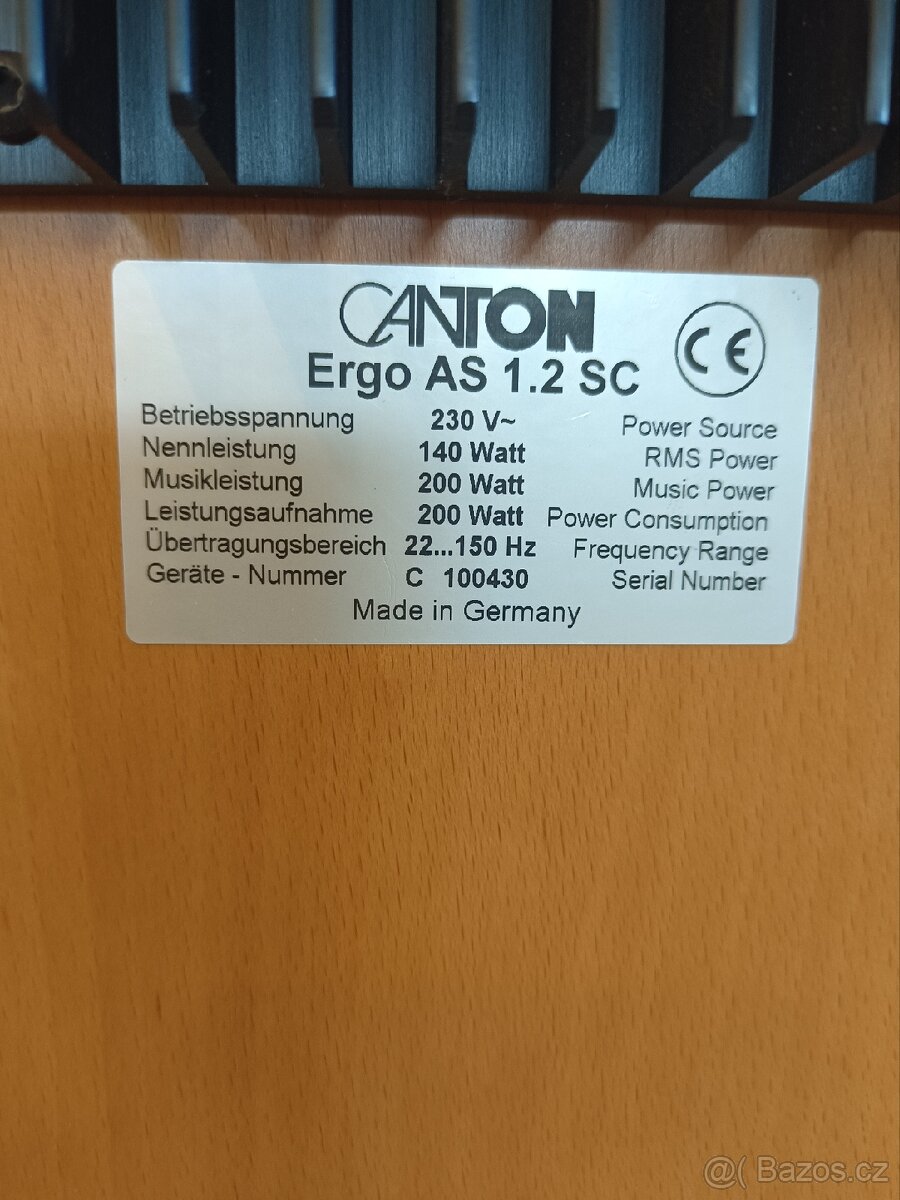 CANTON
CE
Ergo AS 1.2 SC
Betriebsspannung 230 V~ Power Source
Nennleistung 140 Watt RMS Power
Musikleistung 200 Watt Music Power
Leistungsaufnahme 200 Watt Power Consumption
Übertragungsbereich 22...150 Hz Frequency Range
Geräte - Nummer C 100430 Serial Number
Made in Germany
@( Bazos.cz